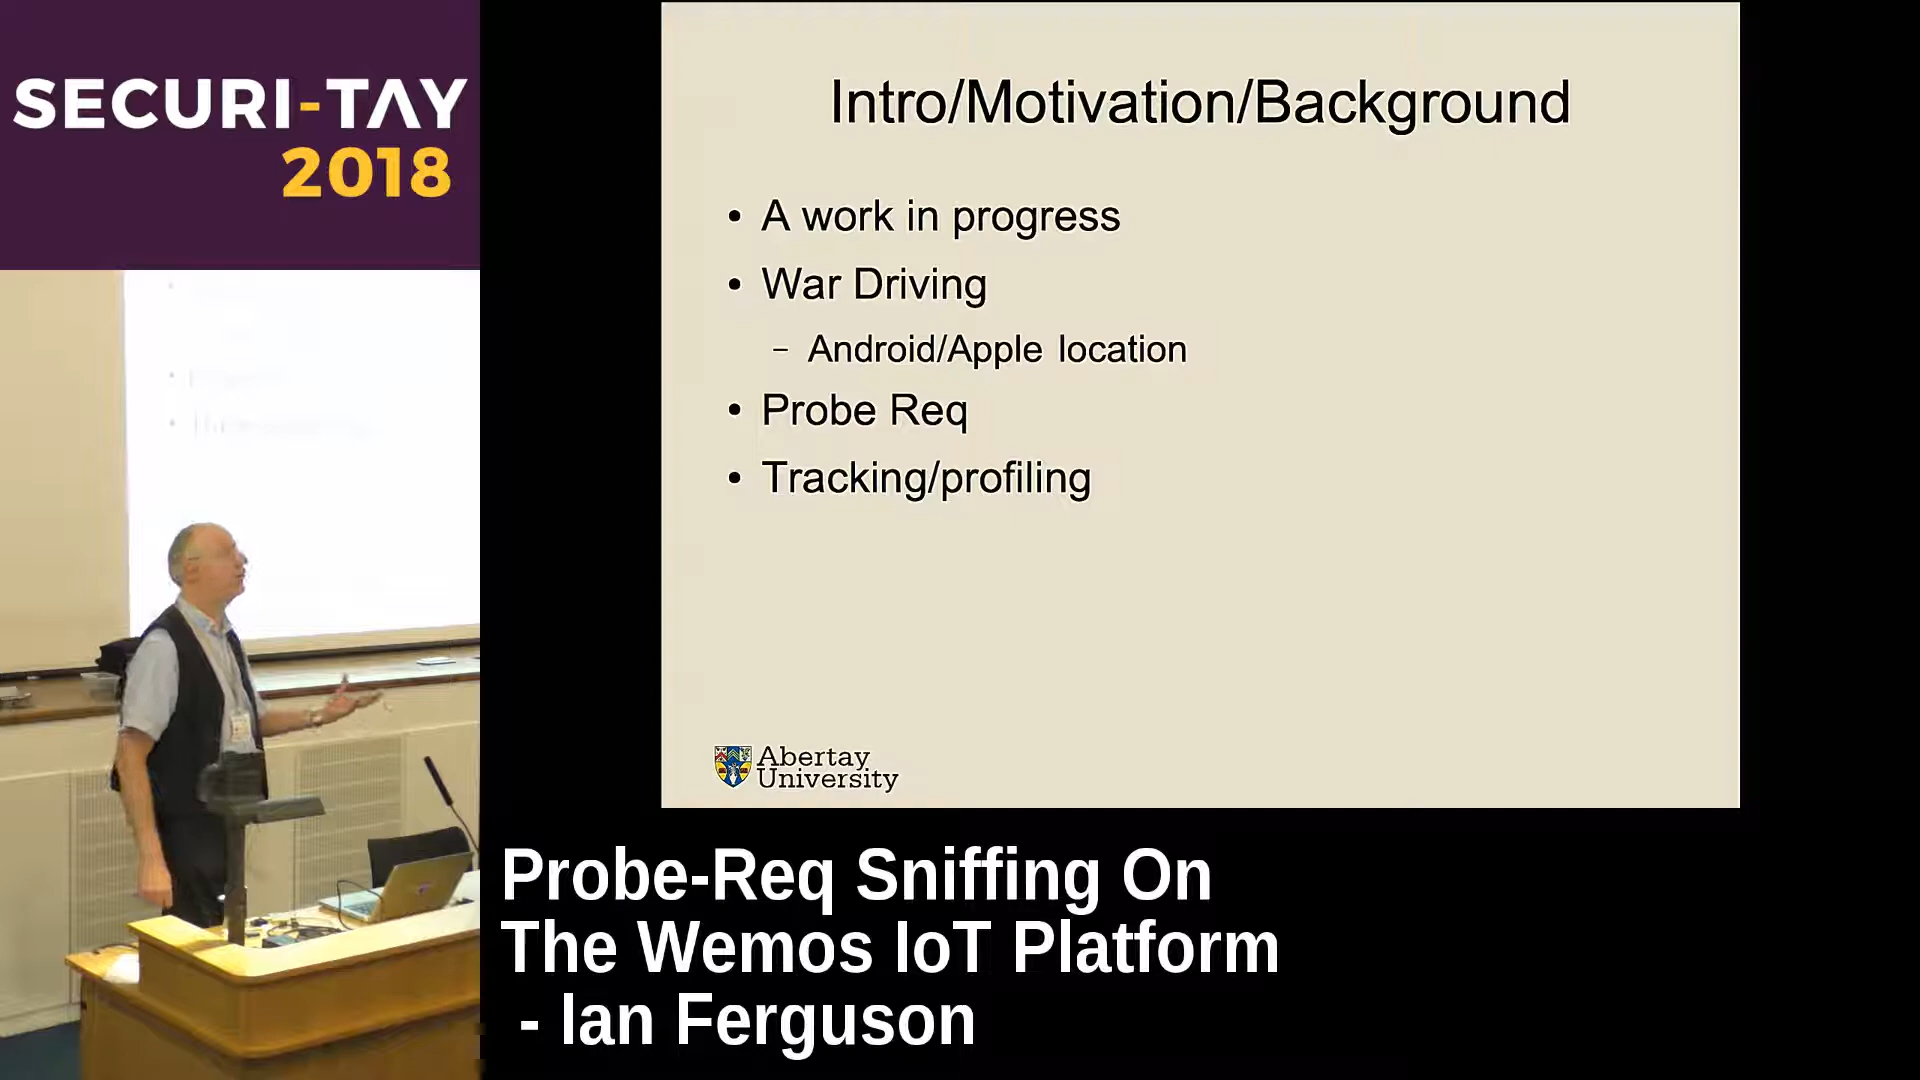 SECURI-TAY
2018
Intro/Motivation/Background
• A work in progress
• War Driving
– Android/Apple location
• Probe Req
• Tracking/profiling
Abertay
University
Probe-Req Sniffing On
The Wemos IoT Platform
- Ian Ferguson